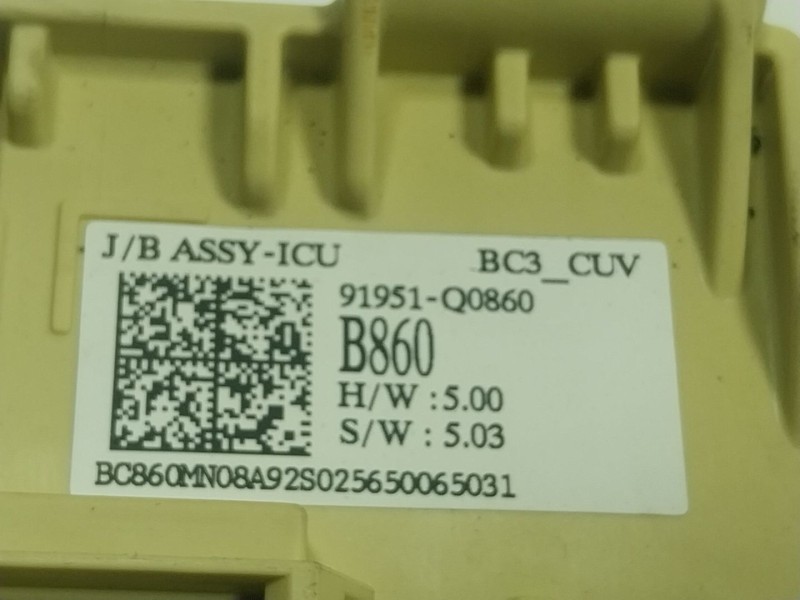 J/B ASSY-ICU BC3_CUV
91951-Q0860
B860
H/W : 5.00
S/W : 5.03
BC860MN08A92S025650065031